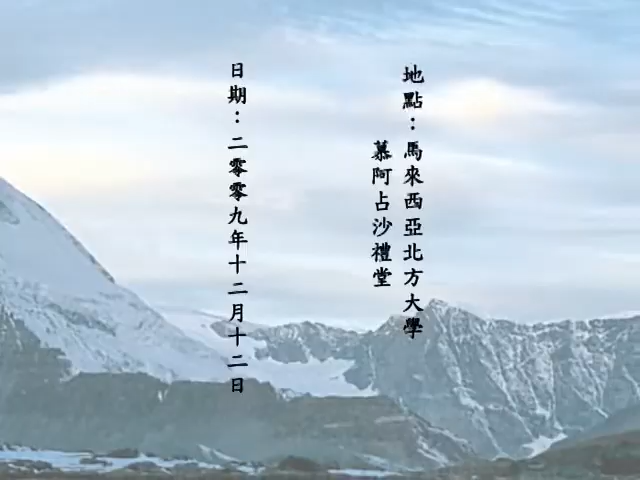 地點：馬來西亞北方大學
慕阿占沙禮堂
日期：二零零九年十二月十二日